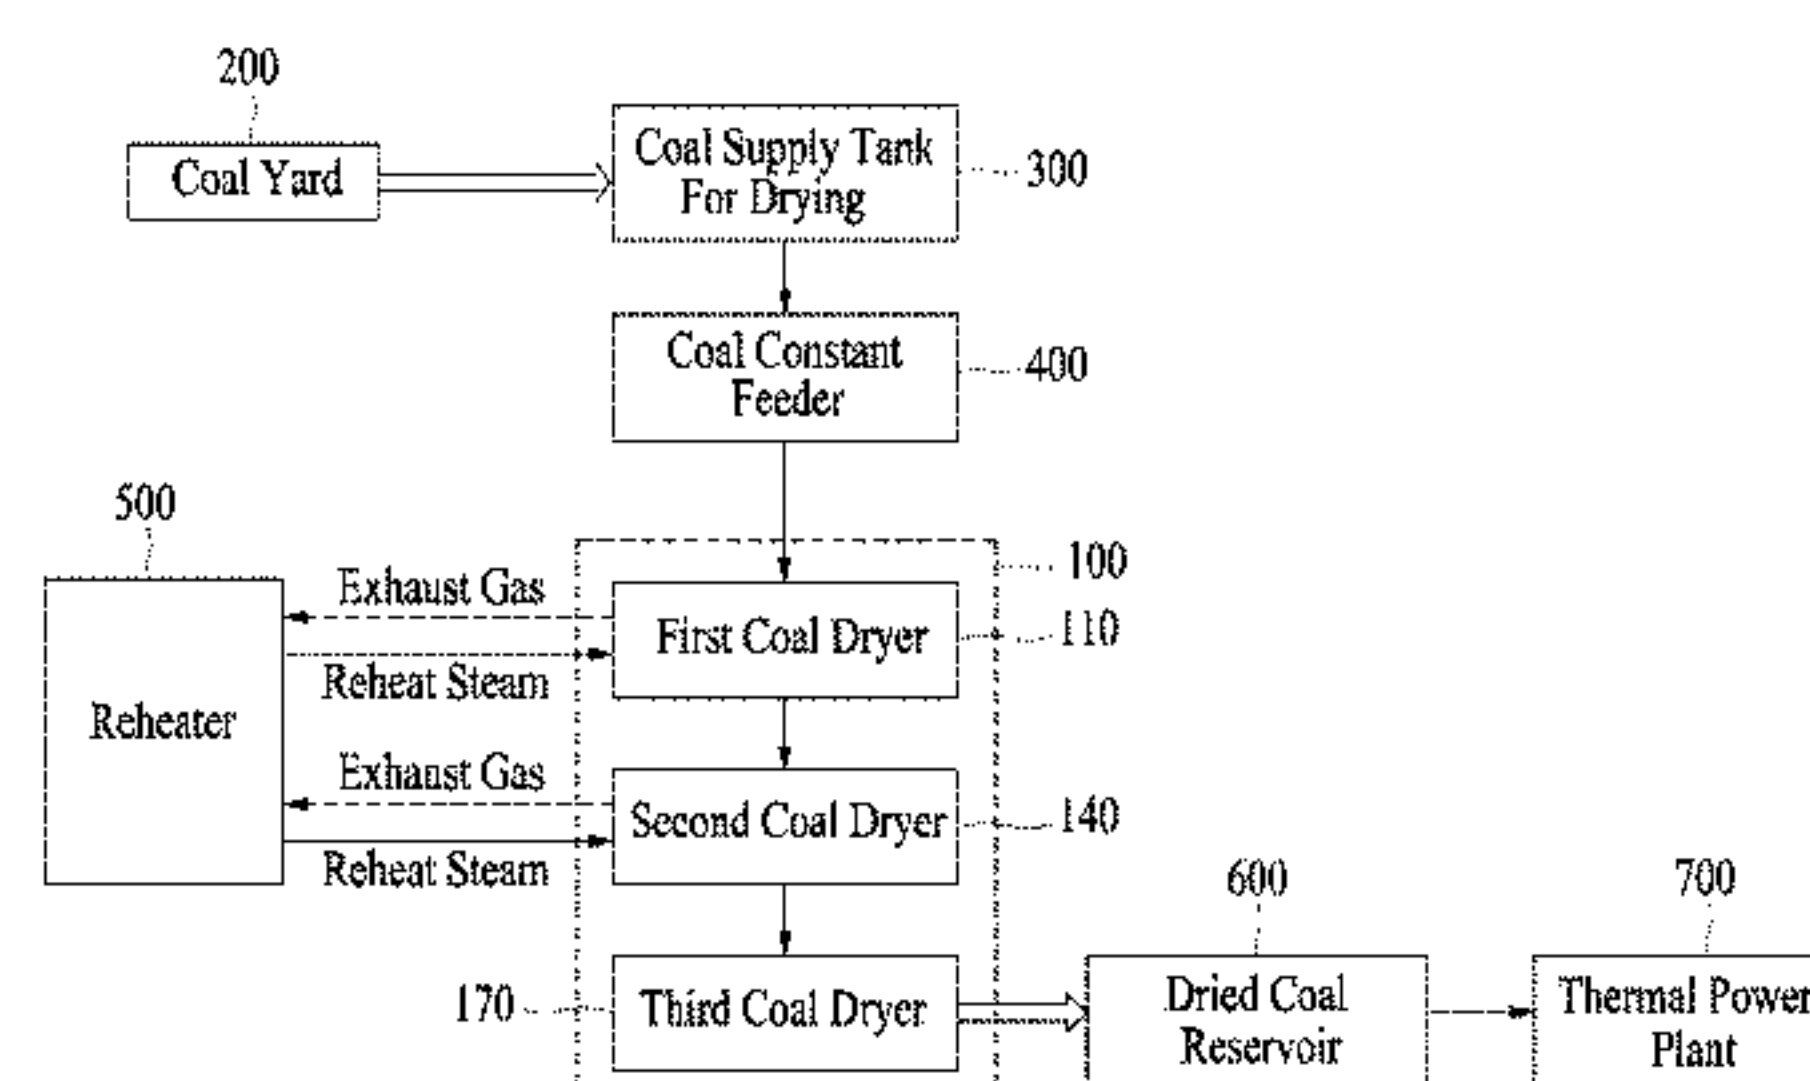 200
Coal Yard
Coal Supply Tank
For Drying
300
Coal Constant
Feeder
400
500
100
Exhaust Gas
First Coal Dryer
110
Reheat Steam
Reheater
Exhaust Gas
Second Coal Dryer
140
Reheat Steam
600
700
170
Third Coal Dryer
Dried Coal
Reservoir
Thermal Power
Plant